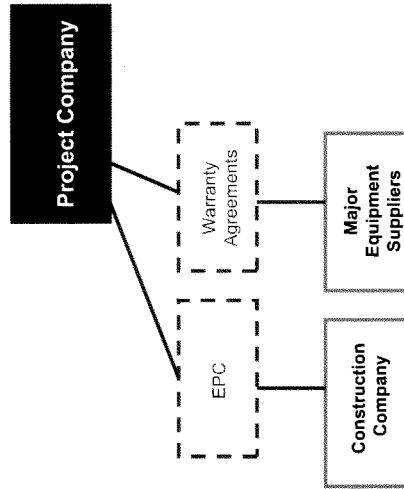 Project Company
EPC
Warranty
Agreements
Construction
Company
Major
Equipment
Suppliers